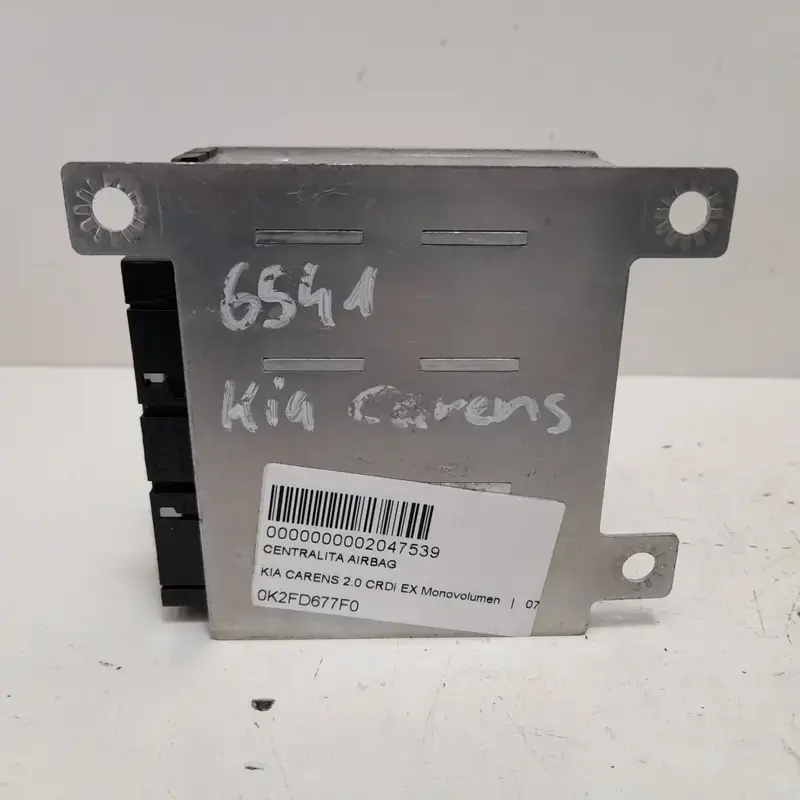 6541
Kia Carens
0000000002047539
CENTRALITA AIRBAG
KIA CARENS 2.0 CRDi EX Monovolumen | 07
0K2FD677F0